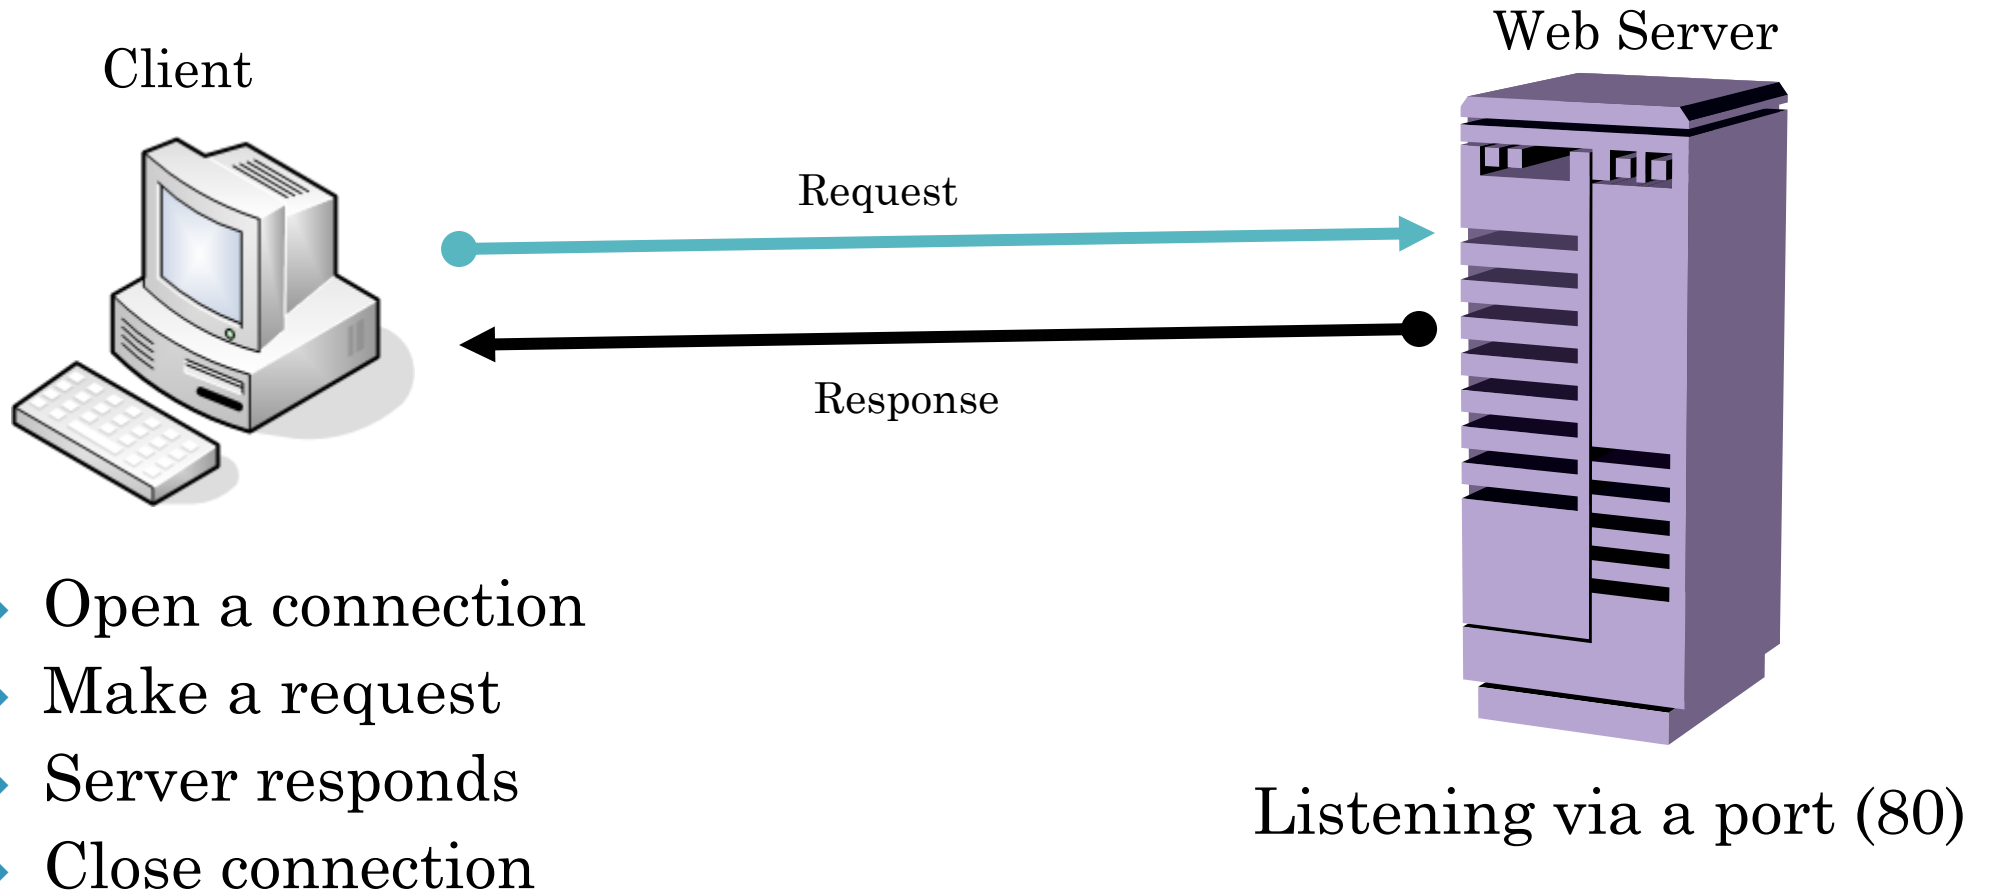 Client
Web Server
Request
Response
Open a connection
Make a request
Server responds
Close connection
Listening via a port (80)